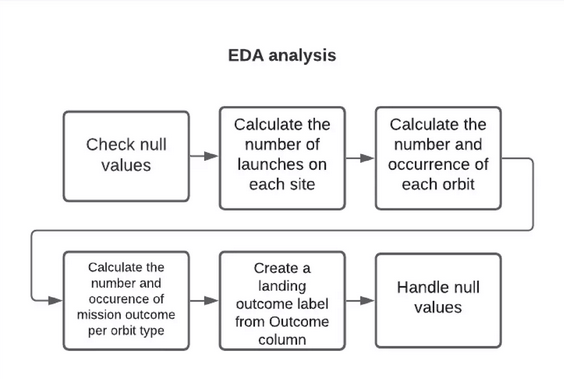 EDA analysis
Check null
values
Calculate the
number of
launches on
each site
Calculate the
number and
occurrence of
each orbit
Calculate the
number and
occurence of
mission outcome
per orbit type
Create a
landing
outcome label
from Outcome
column
Handle null
values